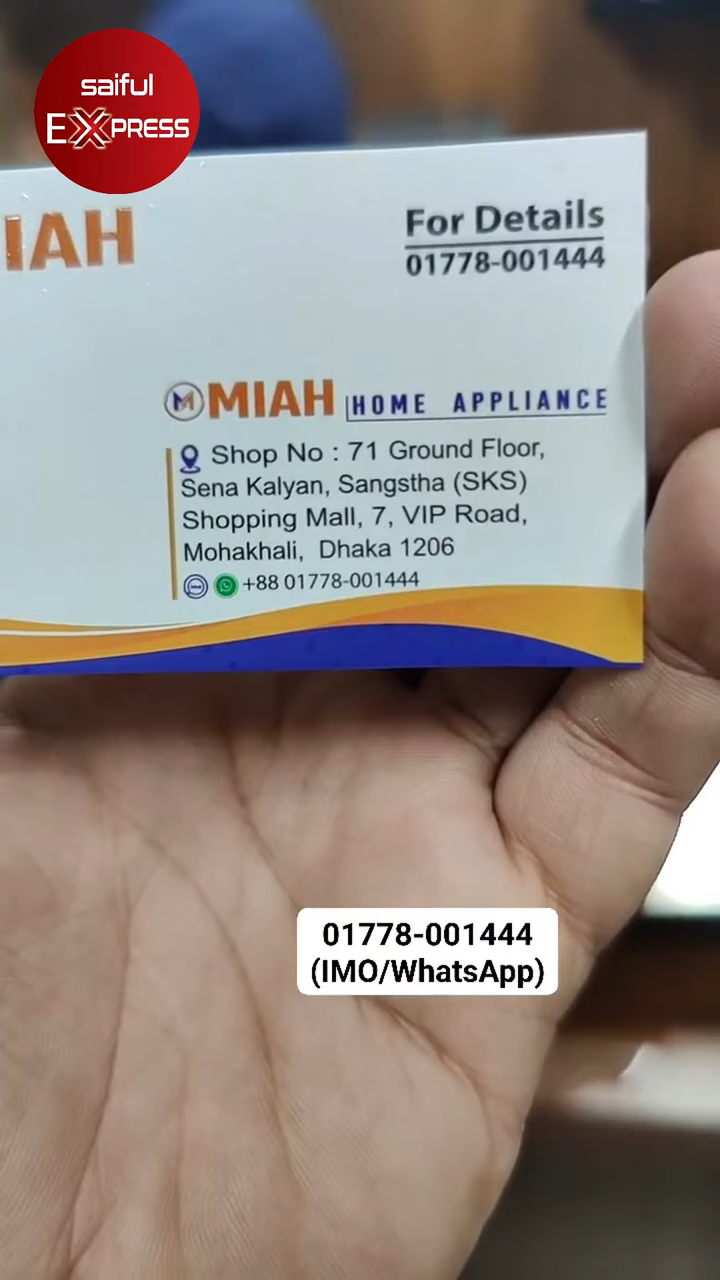 saiful
EXPRESS
IAH
For Details
01778-001444
M MIAH HOME APPLIANCE
Shop No : 71 Ground Floor,
Sena Kalyan, Sangstha (SKS)
Shopping Mall, 7, VIP Road,
Mohakhali, Dhaka 1206
+88 01778-001444
01778-001444
(IMO/WhatsApp)